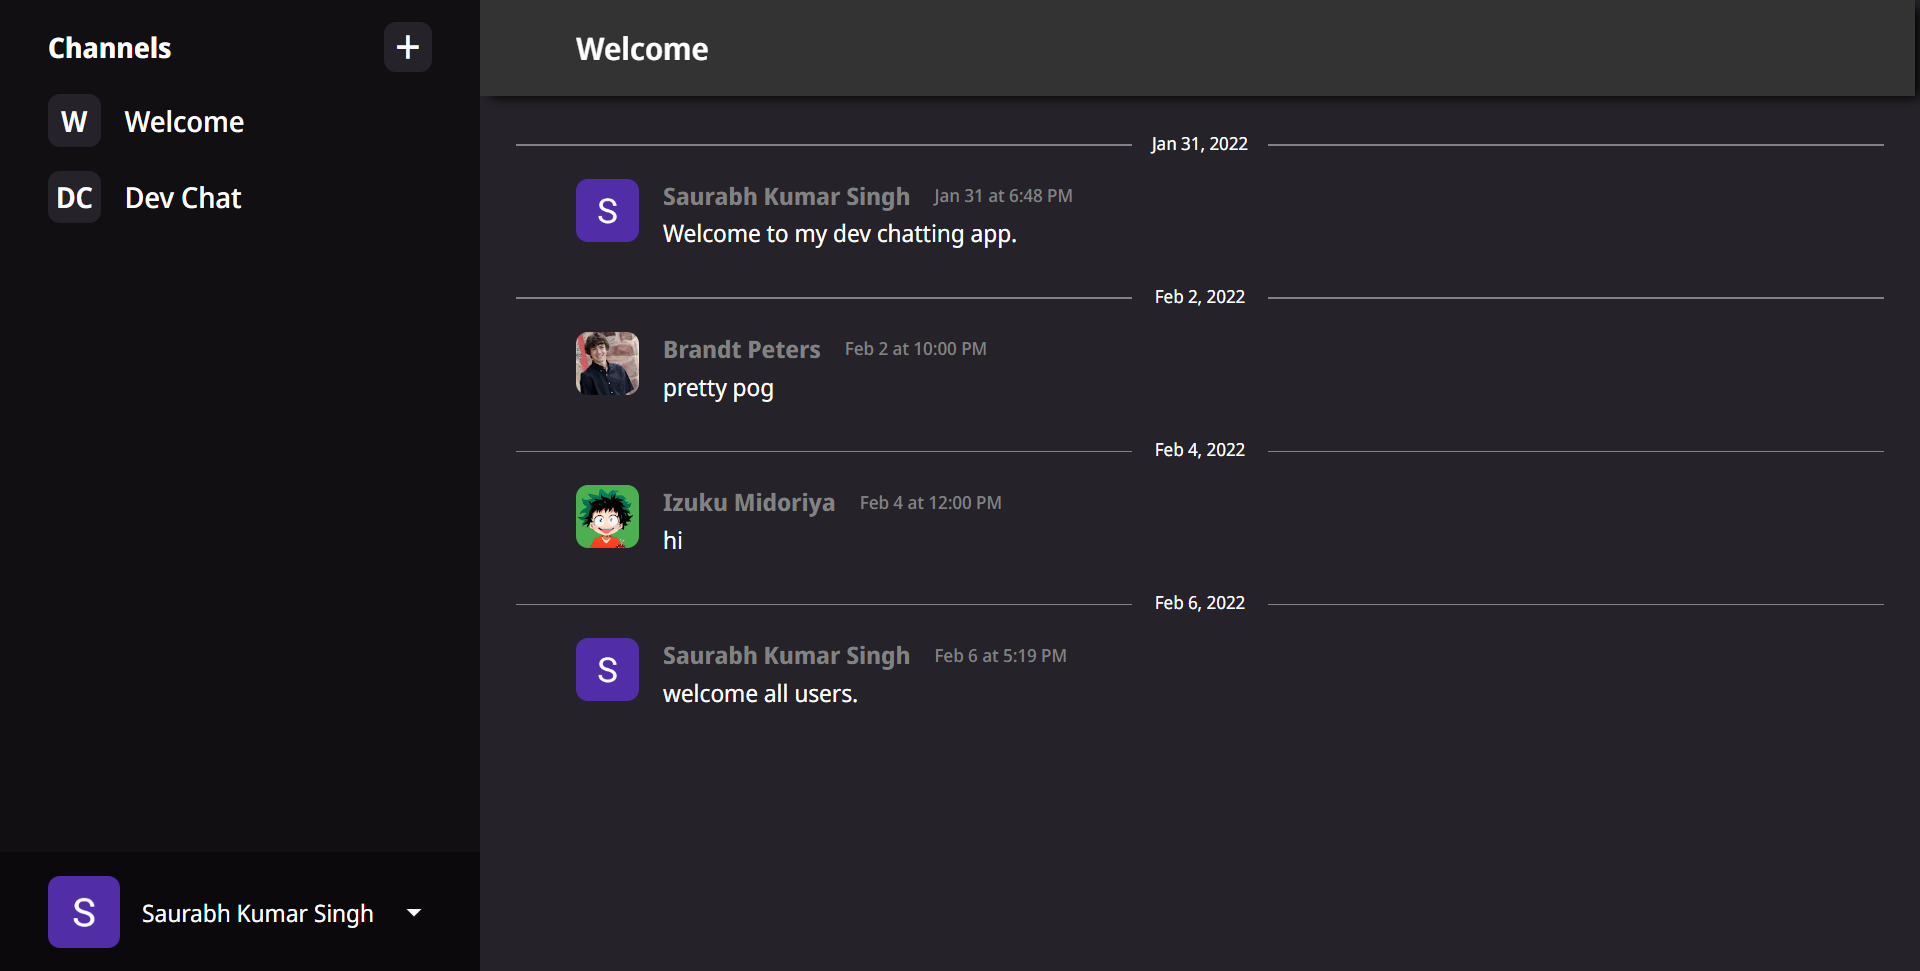 Channels
+
W Welcome
DC Dev Chat
S Saurabh Kumar Singh
Welcome
Jan 31, 2022
S
Saurabh Kumar Singh Jan 31 at 6:48 PM
Welcome to my dev chatting app.
Feb 2, 2022
Brandt Peters Feb 2 at 10:00 PM
pretty pog
Feb 4, 2022
Izuku Midoriya Feb 4 at 12:00 PM
hi
Feb 6, 2022
S
Saurabh Kumar Singh Feb 6 at 5:19 PM
welcome all users.